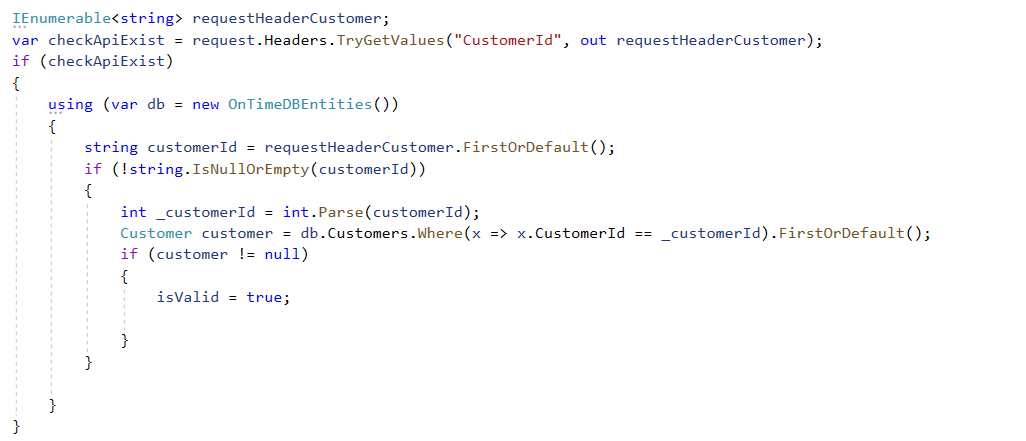 IEnumerable<string> requestHeaderCustomer;
var checkApiExist = request.Headers.TryGetValues("CustomerId", out requestHeaderCustomer);
if (checkApiExist)
{
    using (var db = new OnTimeDBEntities())
    {
        string customerId = requestHeaderCustomer.FirstOrDefault();
        if (!string.IsNullOrEmpty(customerId))
        {
            int _customerId = int.Parse(customerId);
            Customer customer = db.Customers.Where(x => x.CustomerId == _customerId).FirstOrDefault();
            if (customer != null)
            {
                isValid = true;

            }
        }

    }
}